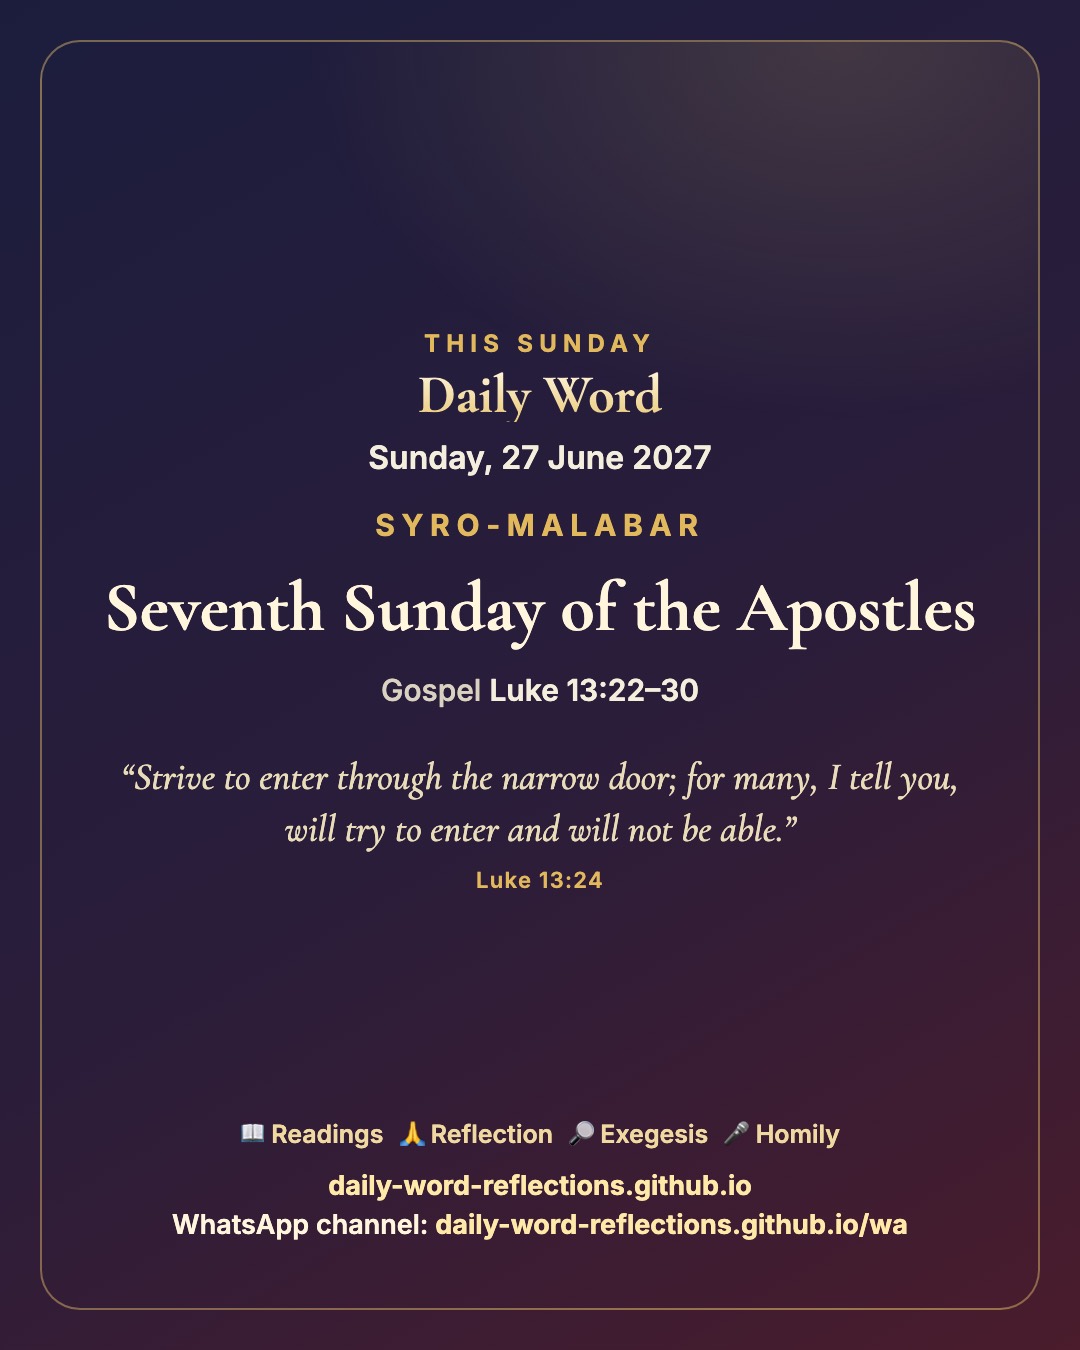 THIS SUNDAY
Daily Word
Sunday, 27 June 2027
SYRO-MALABAR
Seventh Sunday of the Apostles
Gospel Luke 13:22–30
“Strive to enter through the narrow door; for many, I tell you,
will try to enter and will not be able.”
Luke 13:24
📖 Readings 🙏 Reflection 🔎 Exegesis 🎤 Homily
daily-word-reflections.github.io
WhatsApp channel: daily-word-reflections.github.io/wa